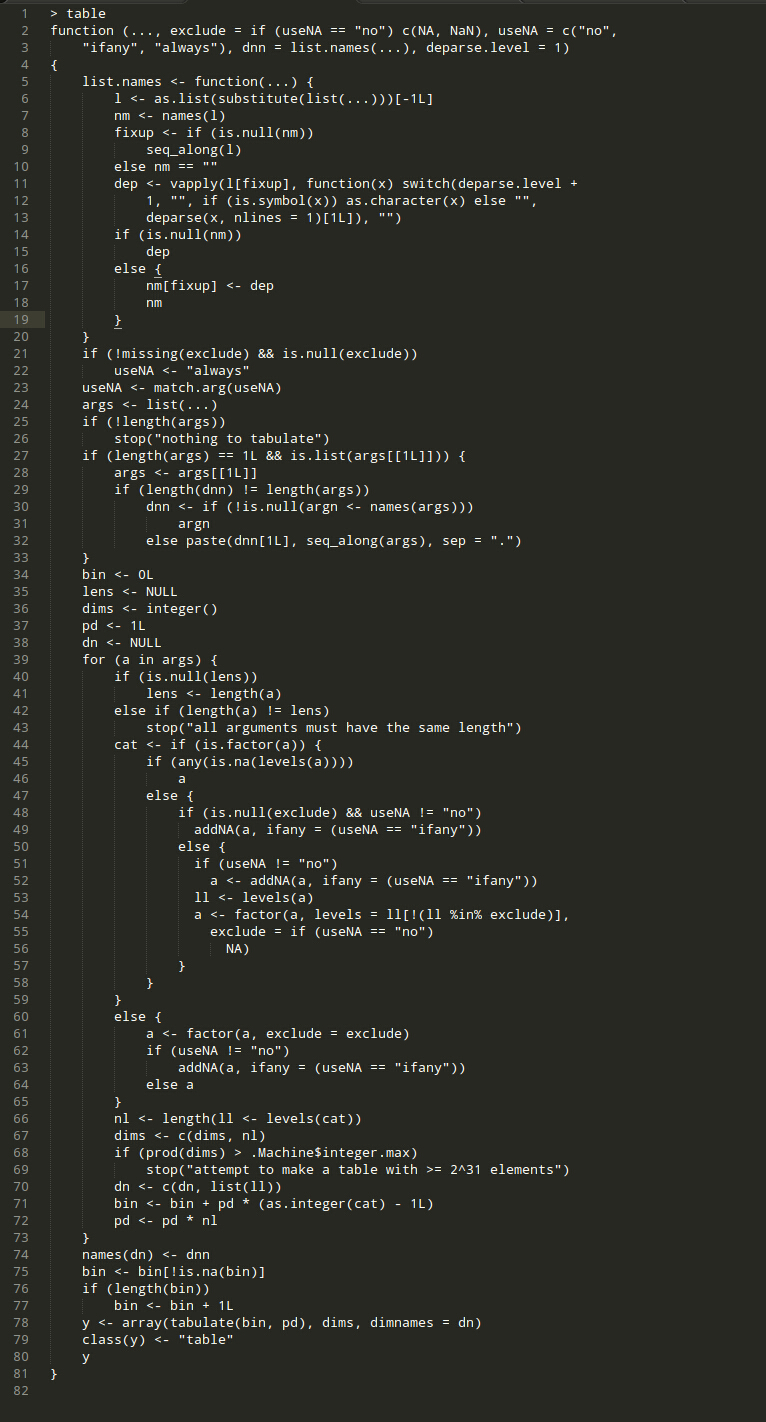 1 > table
2 function (..., exclude = if (useNA == "no") c(NA, NaN), useNA = c("no",
3     "ifany", "always"), dnn = list.names(...), deparse.level = 1)
4 {
5     list.names <- function(...) {
6         l <- as.list(substitute(list(...)))[-1L]
7         nm <- names(l)
8         fixup <- if (is.null(nm))
9             seq_along(l)
10         else nm == ""
11         dep <- vapply(l[fixup], function(x) switch(deparse.level +
12             1, "", if (is.symbol(x)) as.character(x) else "",
13             deparse(x, nlines = 1)[1L]), "")
14         if (is.null(nm))
15             dep
16         else {
17             nm[fixup] <- dep
18             nm
19         }
20     }
21     if (!missing(exclude) && is.null(exclude))
22         useNA <- "always"
23     useNA <- match.arg(useNA)
24     args <- list(...)
25     if (!length(args))
26         stop("nothing to tabulate")
27     if (length(args) == 1L && is.list(args[[1L]])) {
28         args <- args[[1L]]
29         if (length(dnn) != length(args))
30             dnn <- if (!is.null(argn <- names(args)))
31                 argn
32             else paste(dnn[1L], seq_along(args), sep = ".")
33     }
34     bin <- 0L
35     lens <- NULL
36     dims <- integer()
37     pd <- 1L
38     dn <- NULL
39     for (a in args) {
40         if (is.null(lens))
41             lens <- length(a)
42         else if (length(a) != lens)
43             stop("all arguments must have the same length")
44         cat <- if (is.factor(a)) {
45             if (any(is.na(levels(a))))
46                 a
47             else {
48                 if (is.null(exclude) && useNA != "no")
49                   addNA(a, ifany = (useNA == "ifany"))
50                 else {
51                   if (useNA != "no")
52                     a <- addNA(a, ifany = (useNA == "ifany"))
53                   ll <- levels(a)
54                   a <- factor(a, levels = ll[!(ll %in% exclude)],
55                     exclude = if (useNA == "no")
56                       NA)
57                 }
58             }
59         }
60         else {
61             a <- factor(a, exclude = exclude)
62             if (useNA != "no")
63                 addNA(a, ifany = (useNA == "ifany"))
64             else a
65         }
66         nl <- length(ll <- levels(cat))
67         dims <- c(dims, nl)
68         if (prod(dims) > .Machine$integer.max)
69             stop("attempt to make a table with >= 2^31 elements")
70         dn <- c(dn, list(ll))
71         bin <- bin + pd * (as.integer(cat) - 1L)
72         pd <- pd * nl
73     }
74     names(dn) <- dnn
75     bin <- bin[!is.na(bin)]
76     if (length(bin))
77         bin <- bin + 1L
78     y <- array(tabulate(bin, pd), dims, dimnames = dn)
79     class(y) <- "table"
80     y
81 }
82